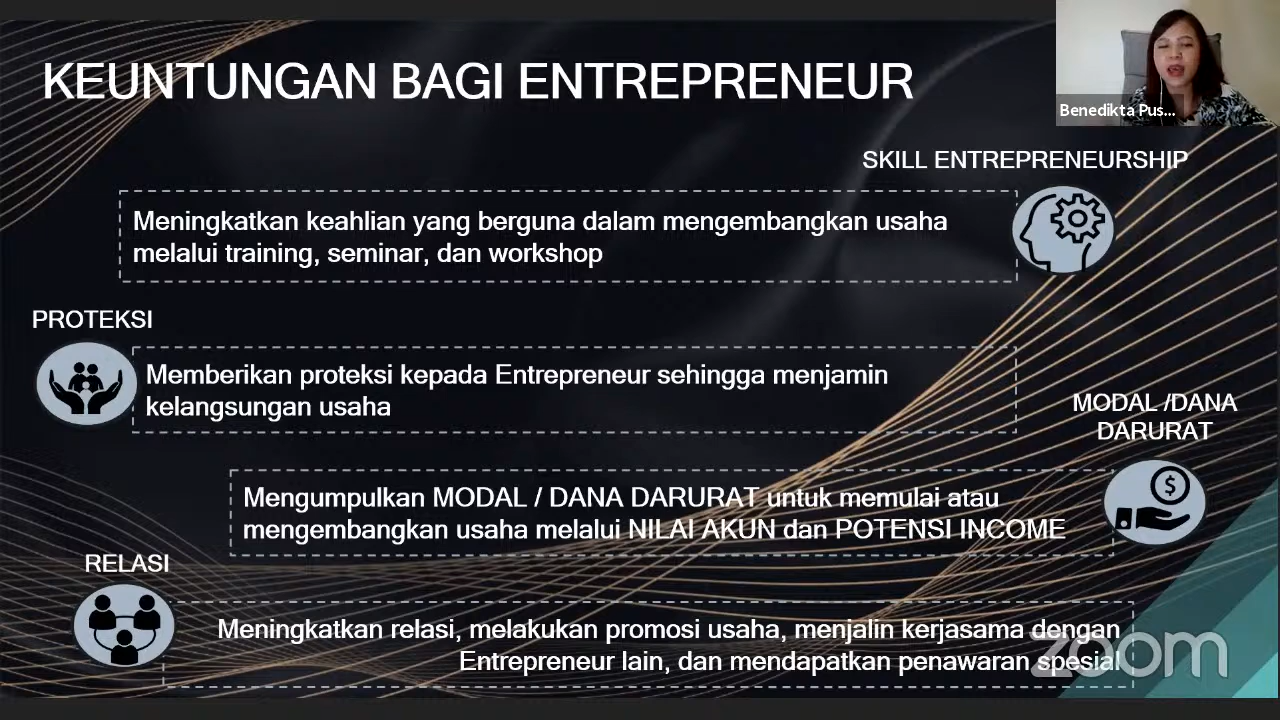 KEUNTUNGAN BAGI ENTREPRENEUR
Benedikta Pus...
SKILL ENTREPRENEURSHIP
Meningkatkan keahlian yang berguna dalam mengembangkan usaha
melalui training, seminar, dan workshop
PROTEKSI
Memberikan proteksi kepada Entrepreneur sehingga menjamin
kelangsungan usaha
MODAL /DANA
DARURAT
$
Mengumpulkan MODAL / DANA DARURAT untuk memulai atau
mengembangkan usaha melalui NILAI AKUN dan POTENSI INCOME
RELASI
Meningkatkan relasi, melakukan promosi usaha, menjalin kerjasama dengan
Entrepreneur lain, dan mendapatkan penawaran spesial
zoom